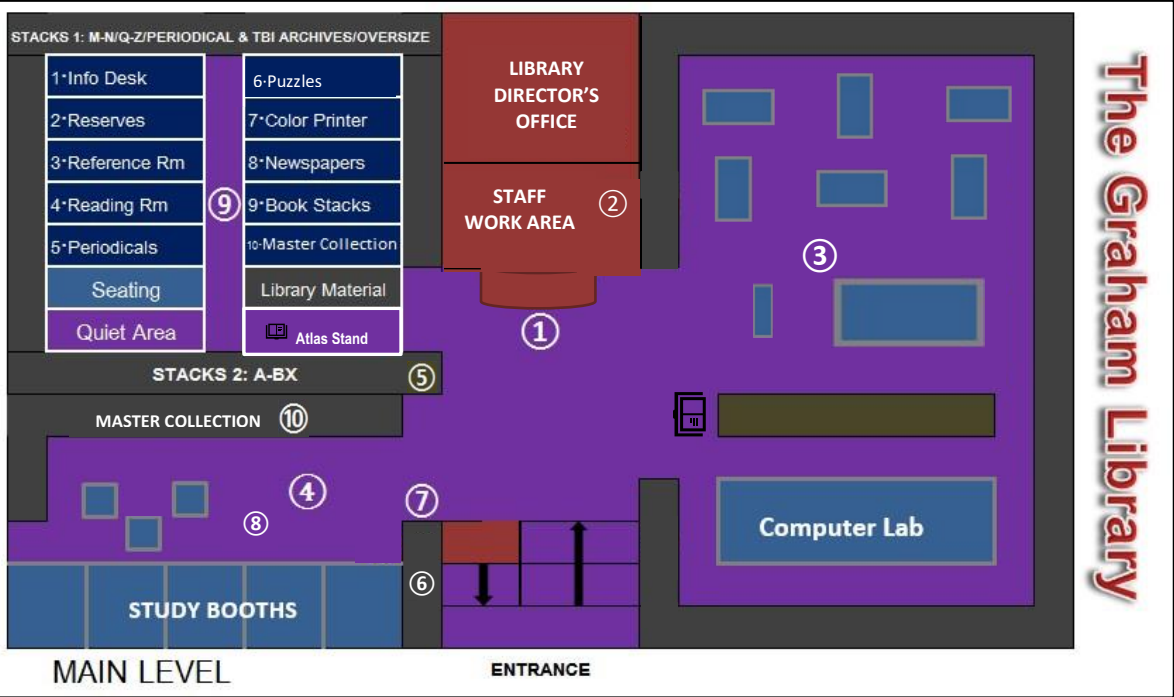 STACKS 1: M-N/Q-Z/PERIODICAL & TBI ARCHIVES/OVERSIZE
1·Info Desk
2·Reserves
3·Reference Rm
4·Reading Rm
5·Periodicals
Seating
Quiet Area
⑨
6·Puzzles
7·Color Printer
8·Newspapers
9·Book Stacks
10·Master Collection
Library Material
Atlas Stand
STACKS 2: A-BX
⑤
MASTER COLLECTION ⑩
④
⑧
⑦
⑥
STUDY BOOTHS
LIBRARY
DIRECTOR'S
OFFICE
STAFF
WORK AREA
②
①
③
Computer Lab
The Graham Library
MAIN LEVEL
ENTRANCE